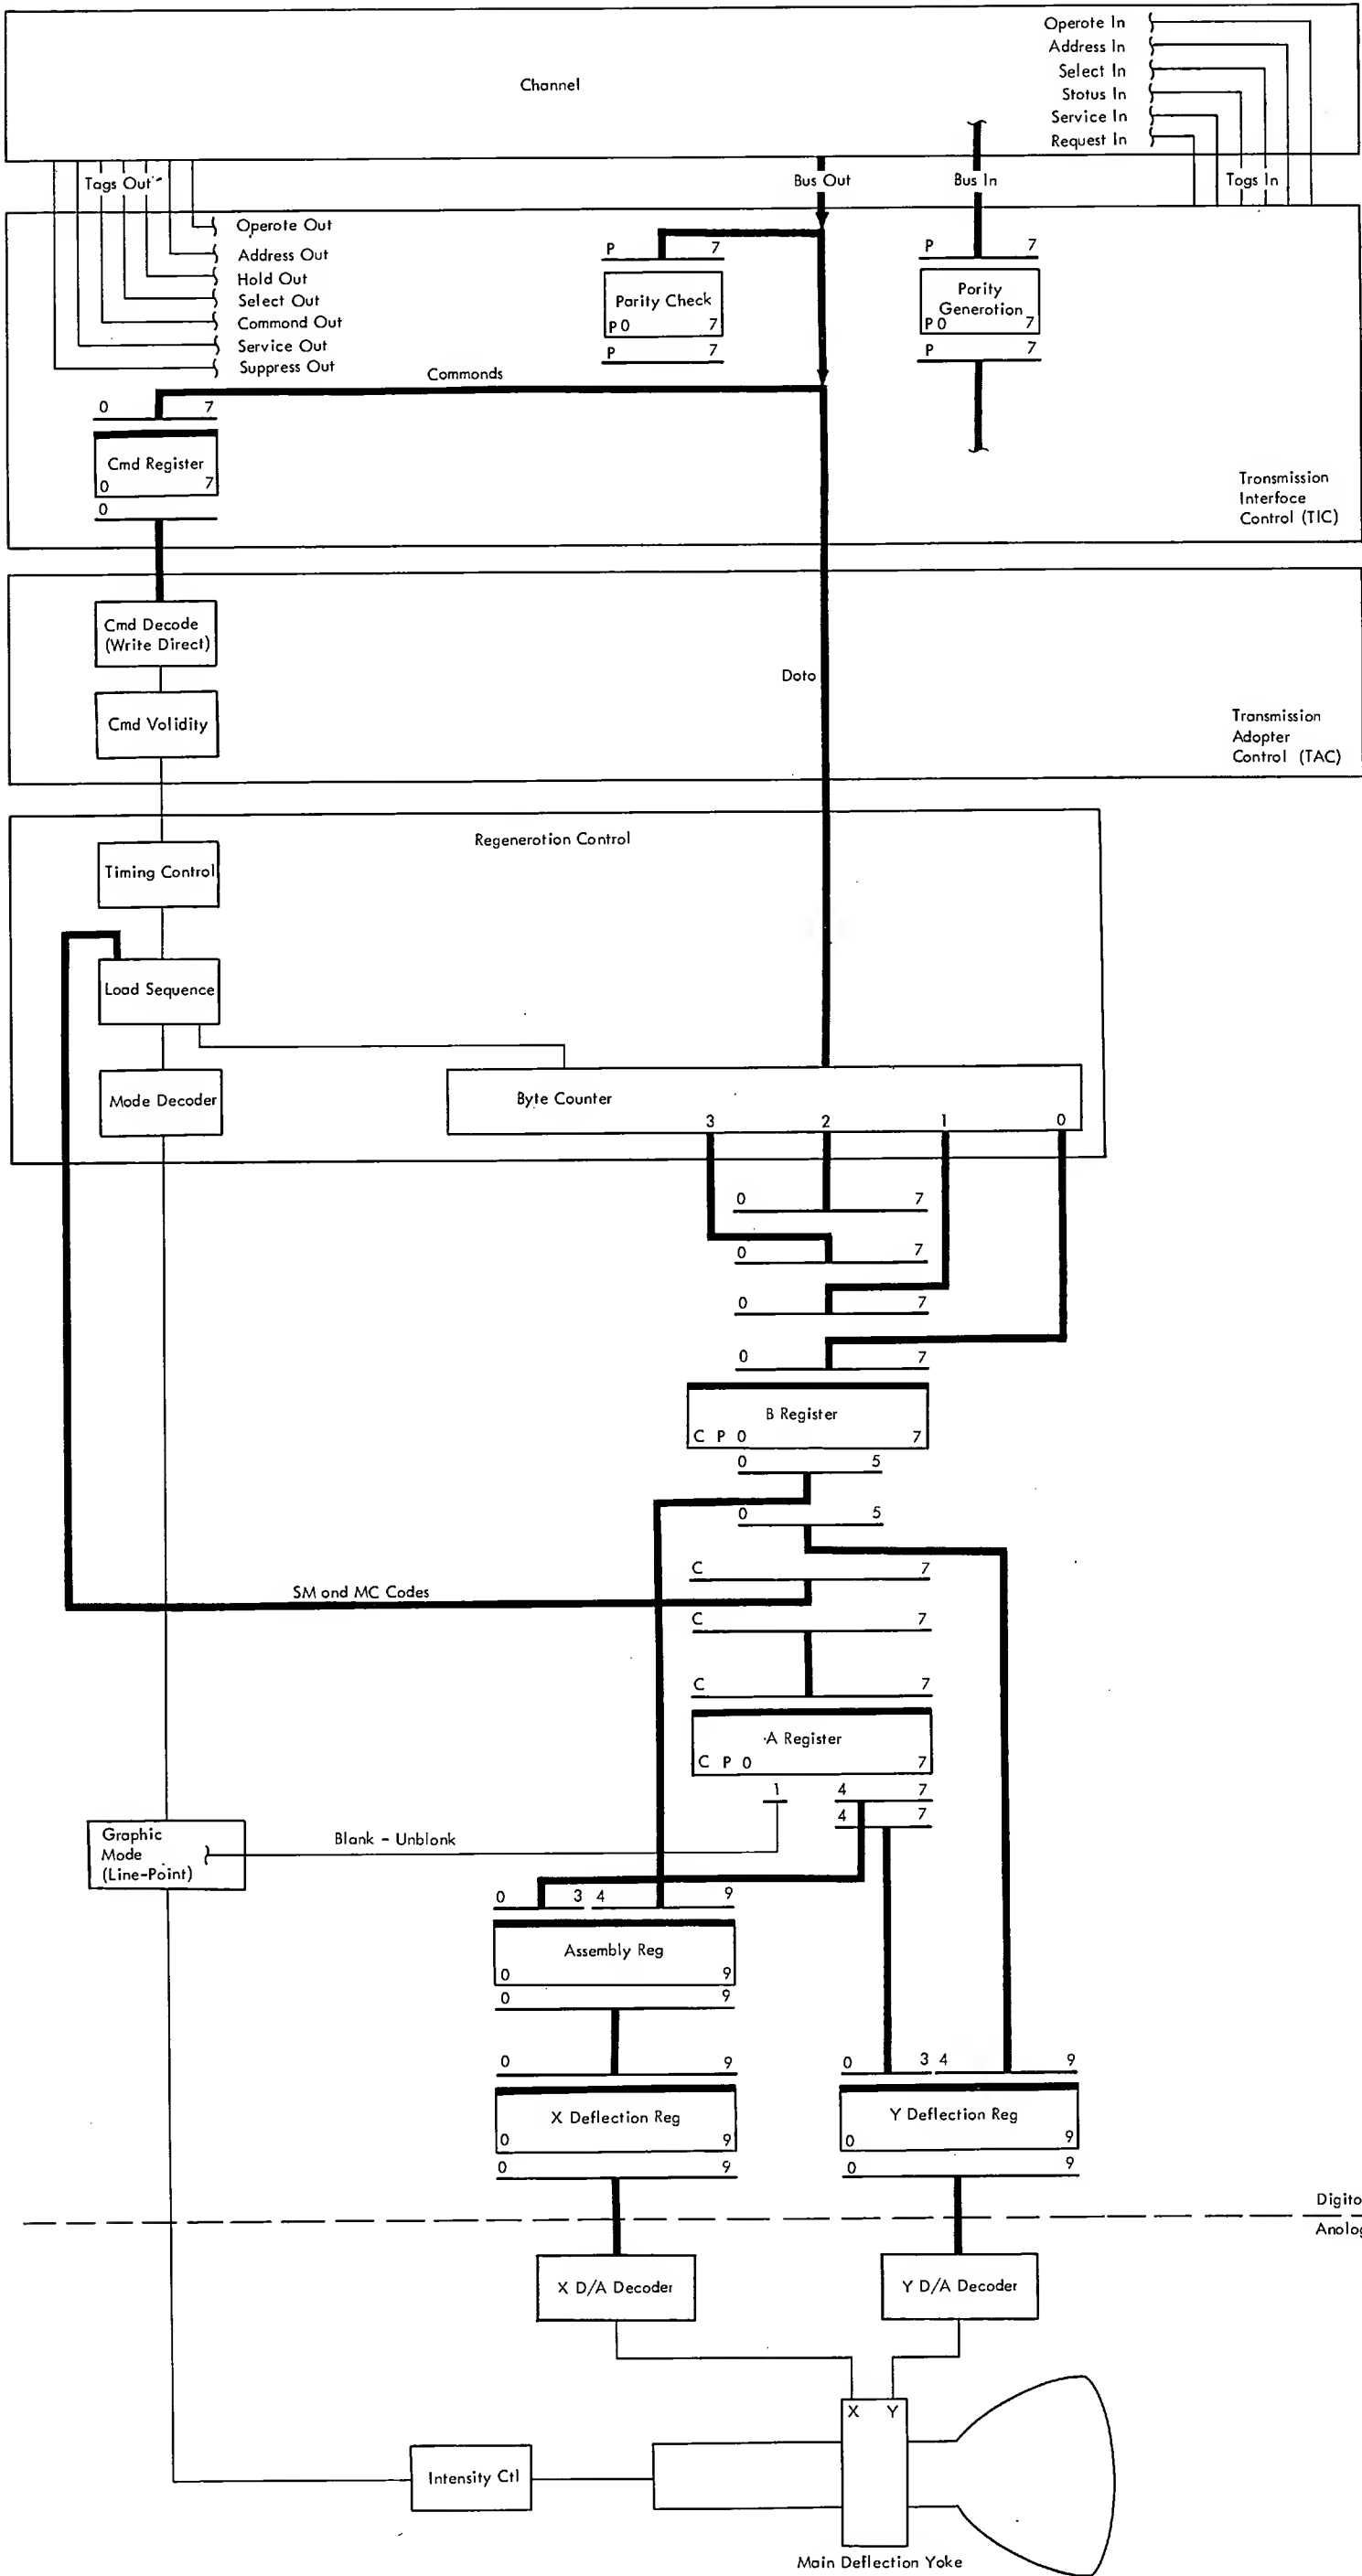 Operote In
Address In
Select In
Stotus In
Service In
Request In
Channel
Tags Out
Bus Out
Bus In
Togs In
Operote Out
Address Out
Hold Out
Select Out
Commond Out
Service Out
Suppress Out
P 7
Parity Check
P 0 7
P 7
P 7
Pority
Generotion
P 0 7
P 7
Commonds
0 7
Cmd Register
0 7
0
Tronsmission
Interfoce
Control (TIC)
Cmd Decode
(Write Direct)
Cmd Volidity
Doto
Transmission
Adopter
Control (TAC)
Regenerotion Control
Timing Control
Load Sequence
Mode Decoder
Byte Counter
3 2 1 0
0 7
0 7
0 7
0 7
B Register
C P 0 7
0 5
0 5
C 7
SM ond MC Codes
C 7
C 7
A Register
C P 0 7
1 4 7
4 7
Graphic
Mode
(Line-Point)
Blank - Unblonk
0 3 4 9
Assembly Reg
0 9
0 9
0 9
X Deflection Reg
0 9
0 9
0 3 4 9
Y Deflection Reg
0 9
0 9
Digito
Anolog
X D/A Decoder
Y D/A Decoder
X Y
Intensity Ctl
Main Deflection Yoke